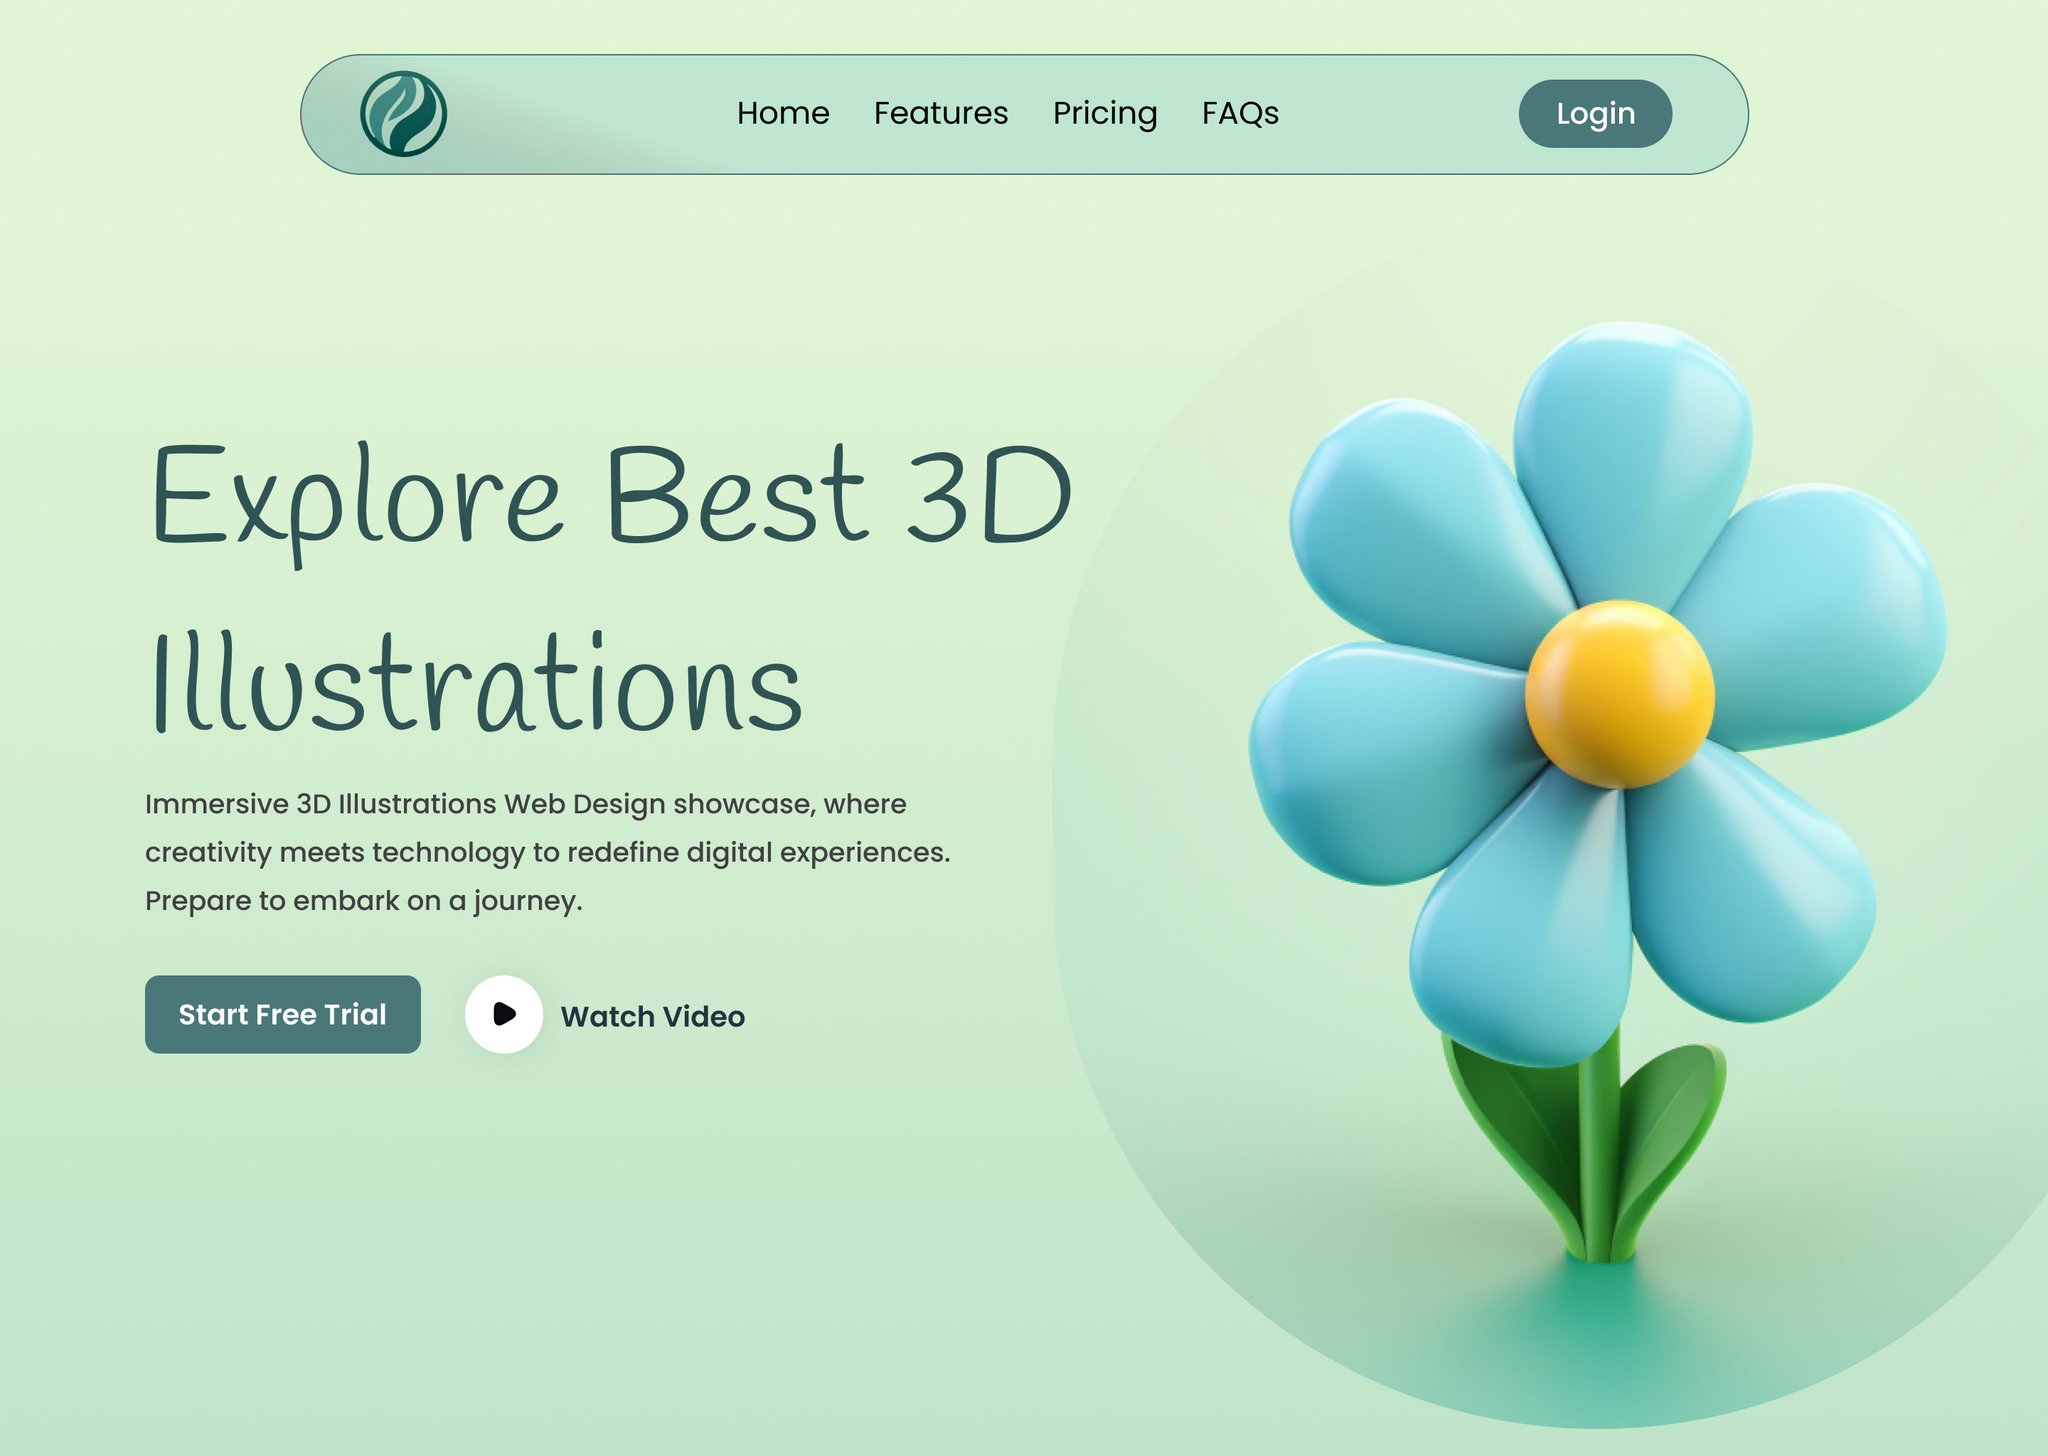 Home Features Pricing FAQs Login
Explore Best 3D
Illustrations
Immersive 3D Illustrations Web Design showcase, where
creativity meets technology to redefine digital experiences.
Prepare to embark on a journey.
Start Free Trial Watch Video